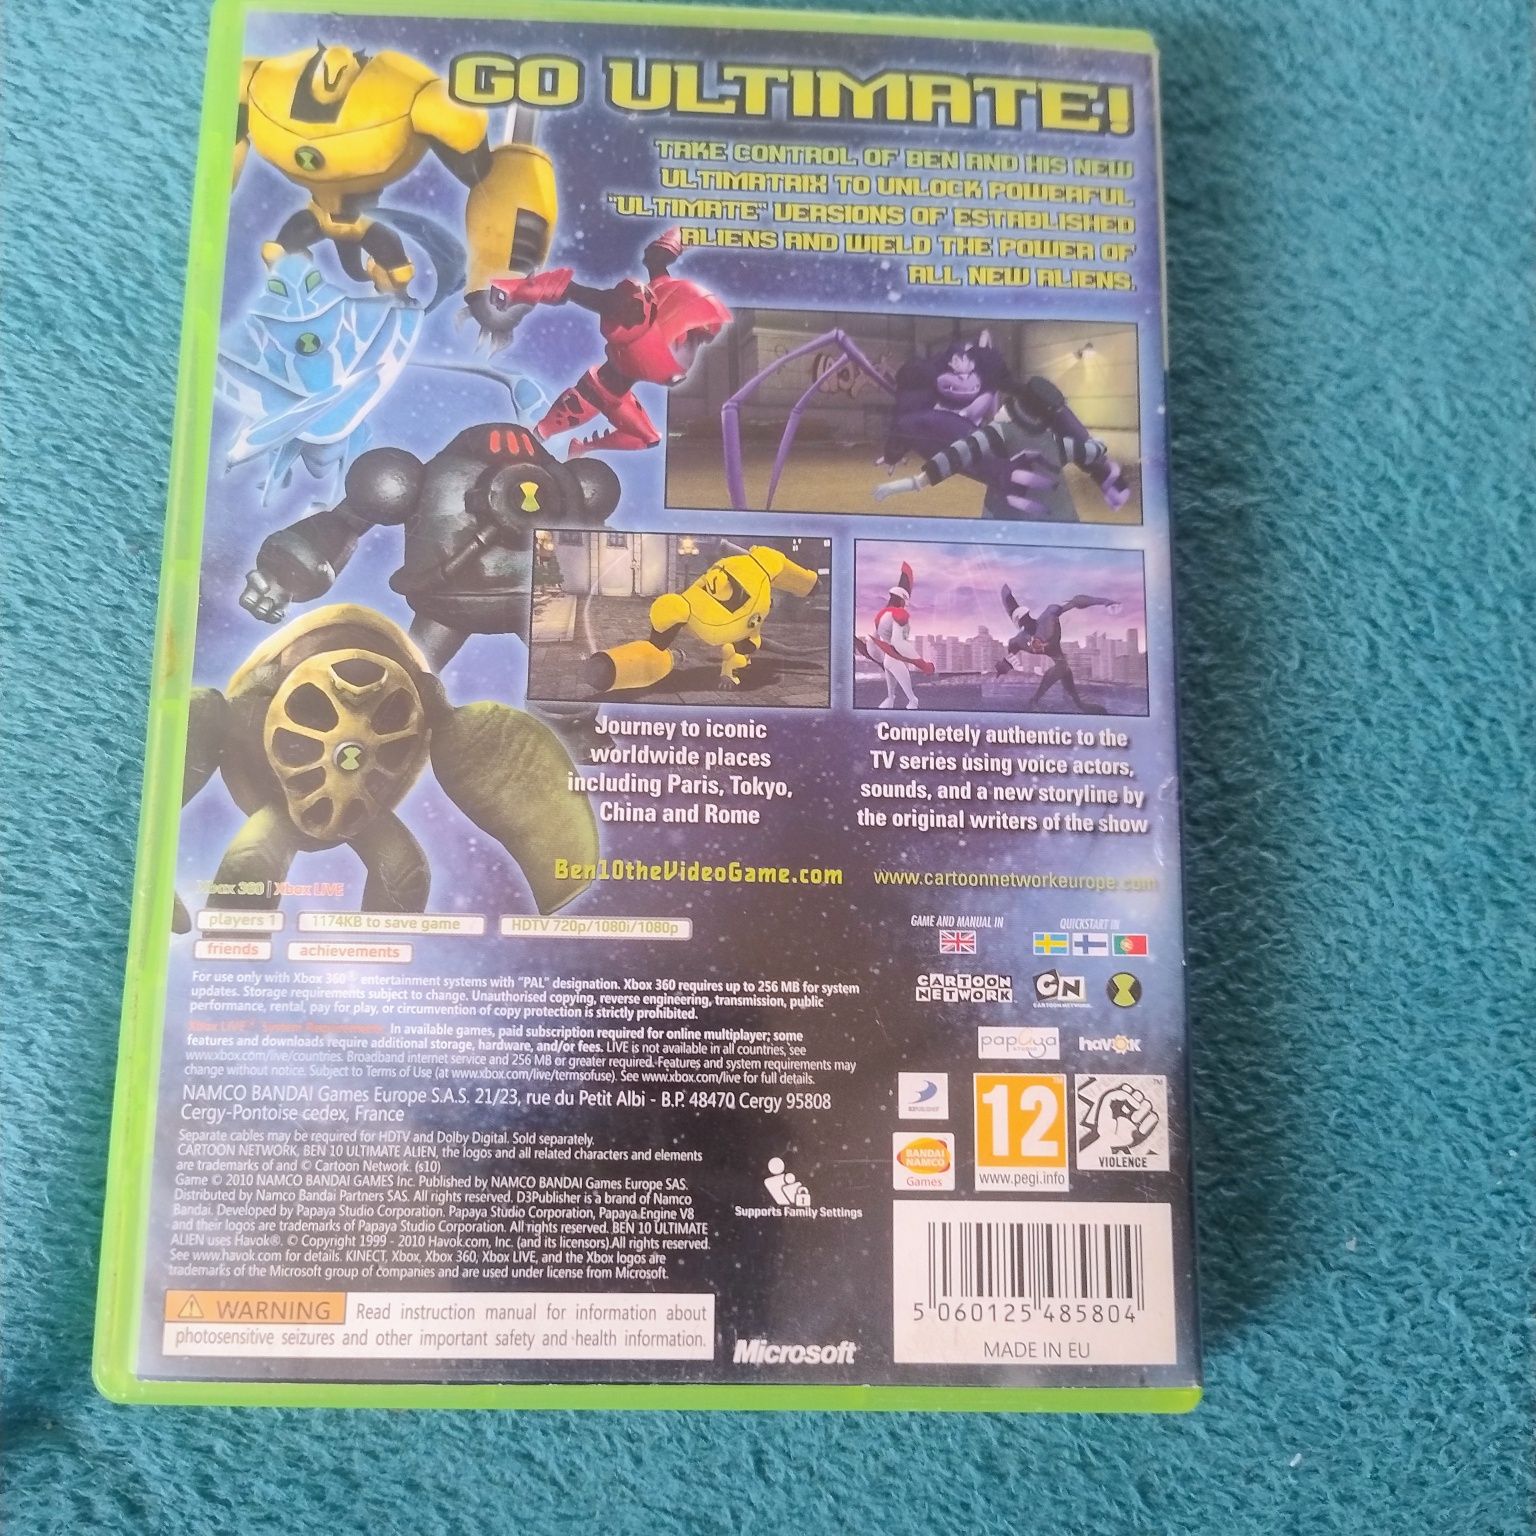 GO ULTIMATE!
TAKE CONTROL OF BEN AND HIS NEW
ULTIMATRIX TO UNLOCK POWERFUL
"ULTIMATE" VERSIONS OF ESTABLISHED
ALIENS AND WIELD THE POWER OF
ALL NEW ALIENS.
Journey to iconic
worldwide places
including Paris, Tokyo,
China and Rome
Completely authentic to the
TV series using voice actors,
sounds, and a new storyline by
the original writers of the show
Ben10theVideoGame.com
www.cartoonnetworkeurope.com
Xbox 360 | Xbox LIVE
players 1
1174KB to save game
HDTV 720p/1080i/1080p
friends
achievements
GAME AND MANUAL IN
QUICKSTART IN
For use only with Xbox 360® entertainment systems with "PAL" designation. Xbox 360 requires up to 256 MB for system
updates. Storage requirements subject to change. Unauthorised copying, reverse engineering, transmission, public
performance, rental, pay for play, or circumvention of copy protection is strictly prohibited.
Xbox LIVE™ System Requirements: In available games, paid subscription required for online multiplayer; some
features and downloads require additional storage, hardware, and/or fees. LIVE is not available in all countries, see
www.xbox.com/live/countries. Broadband internet service and 256 MB or greater required. Features and system requirements may
change without notice. Subject to Terms of Use (at www.xbox.com/live/termsofuse). See www.xbox.com/live for full details.
NAMCO BANDAI Games Europe S.A.S. 21/23, rue du Petit Albi - B.P. 48470 Cergy 95808
Cergy-Pontoise cedex, France
Separate cables may be required for HDTV and Dolby Digital. Sold separately.
CARTOON NETWORK, BEN 10 ULTIMATE ALIEN, the logos and all related characters and elements
are trademarks of and © Cartoon Network. (s10)
Game © 2010 NAMCO BANDAI GAMES Inc. Published by NAMCO BANDAI Games Europe SAS.
Distributed by Namco Bandai Partners SAS. All rights reserved. D3Publisher is a brand of Namco
Bandai. Developed by Papaya Studio Corporation. Papaya Studio Corporation, Papaya Engine V8
and their logos are trademarks of Papaya Studio Corporation. All rights reserved. BEN 10 ULTIMATE
ALIEN uses Havok®. © Copyright 1999 - 2010 Havok.com, Inc. (and its licensors). All rights reserved.
See www.havok.com for details. KINECT, Xbox, Xbox 360, Xbox LIVE, and the Xbox logos are
trademarks of the Microsoft group of companies and are used under license from Microsoft.
CARTOON
NETWORK
CN
CARTOON NETWORK
papaya
STUDIO
havok
D3PUBLISHER
BANDAI
NAMCO
Games
12
www.pegi.info
VIOLENCE
Supports Family Settings
WARNING Read instruction manual for information about
photosensitive seizures and other important safety and health information.
Microsoft
5 060125 485804
MADE IN EU